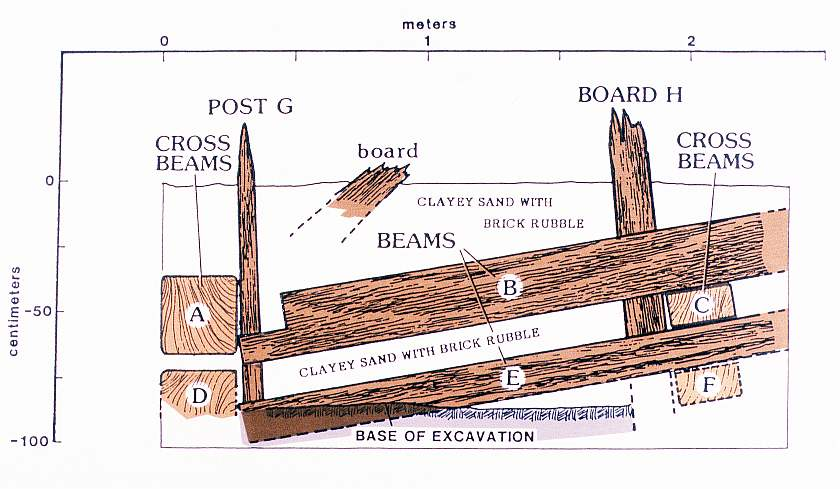 meters
0 1 2
POST G
BOARD H
CROSS
BEAMS
board
CROSS
BEAMS
0
CLAYEY SAND WITH
BRICK RUBBLE
BEAMS
B
A
C
-50
centimeters
CLAYEY SAND WITH BRICK RUBBLE
E
D
F
BASE OF EXCAVATION
-100